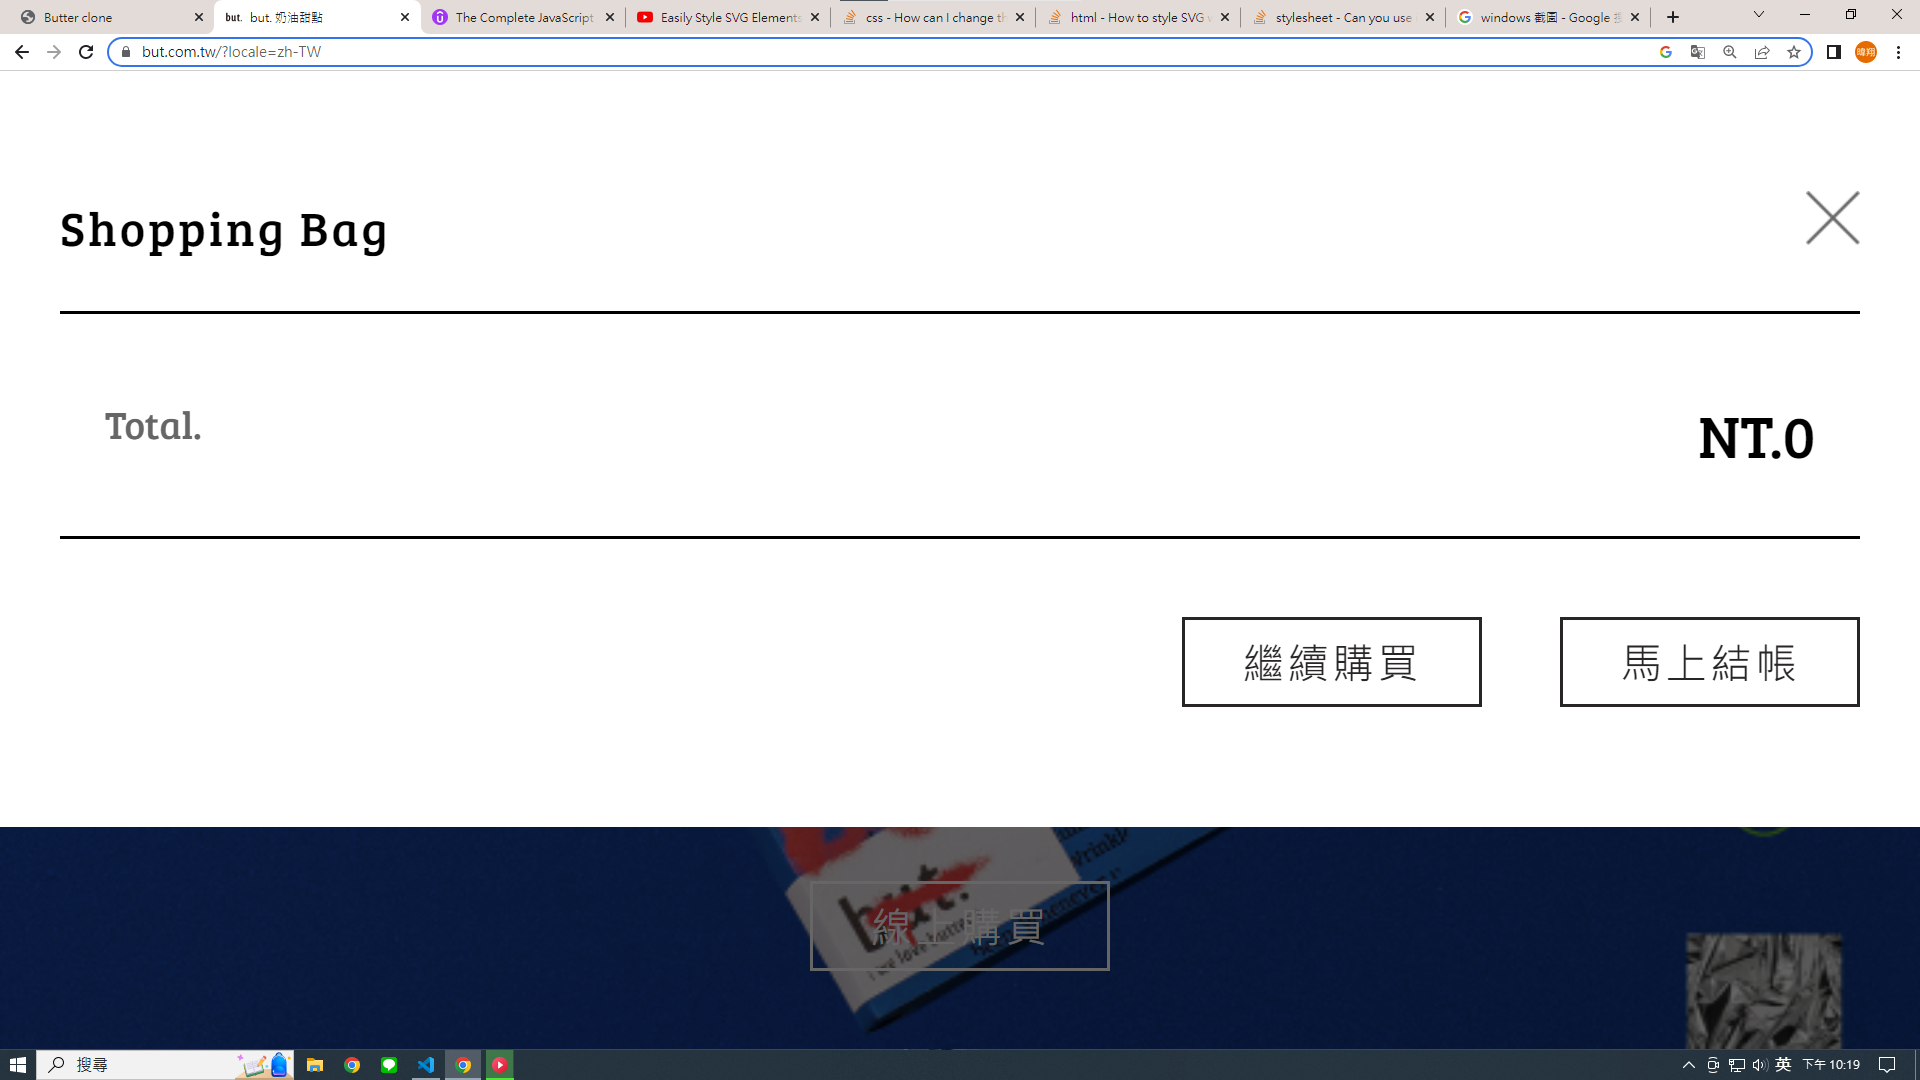 Butter clone
but. but. 奶油甜點
The Complete JavaScript
Easily Style SVG Elements
css - How can I change th
html - How to style SVG w
stylesheet - Can you use
windows 截圖 - Google 搜
but.com.tw/?locale=zh-TW
Shopping Bag
Total.
NT.0
繼續購買
馬上結帳
but.
線上購買
搜尋
英
下午 10:19